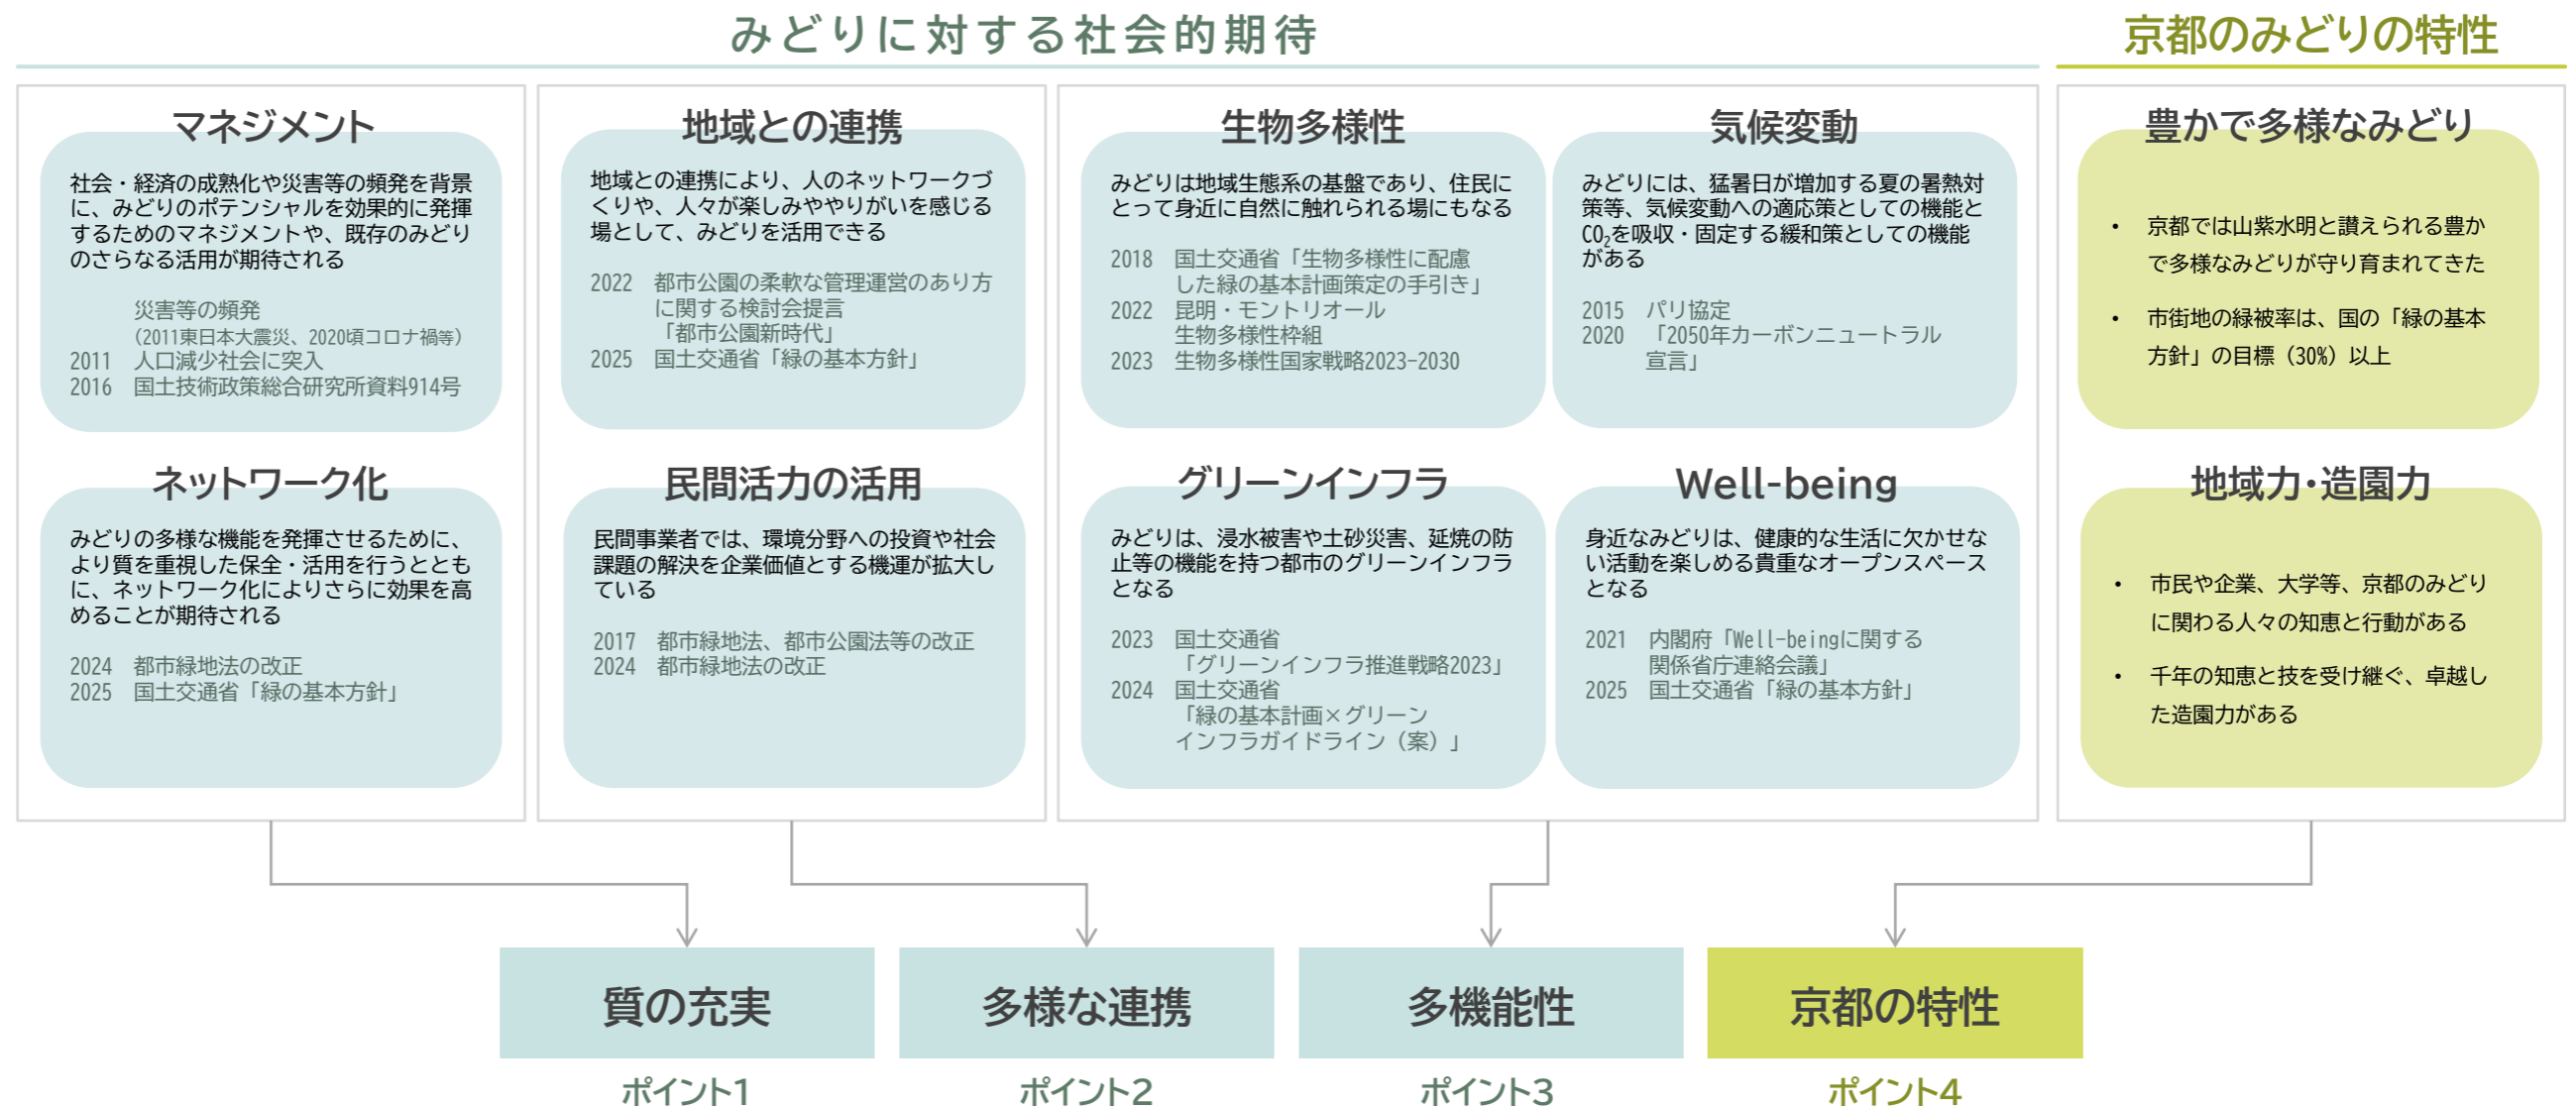 みどりに対する社会的期待
マネジメント
社会・経済の成熟化や災害等の頻発を背景
に、みどりのポテンシャルを効果的に発揮
するためのマネジメントや、既存のみどり
のさらなる活用が期待される
災害等の頻発
（2011東日本大震災、2020頃コロナ禍等）
2011 人口減少社会に突入
2016 国土技術政策総合研究所資料914号
ネットワーク化
みどりの多様な機能を発揮させるために、
より質を重視した保全・活用を行うととも
に、ネットワーク化によりさらに効果を高
めることが期待される
2024 都市緑地法の改正
2025 国土交通省「緑の基本方針」
地域との連携
地域との連携により、人のネットワークづ
くりや、人々が楽しみややりがいを感じる
場として、みどりを活用できる
2022 都市公園の柔軟な管理運営のあり方
に関する検討会提言
「都市公園新時代」
2025 国土交通省「緑の基本方針」
民間活力の活用
民間事業者では、環境分野への投資や社会
課題の解決を企業価値とする機運が拡大し
ている
2017 都市緑地法、都市公園法等の改正
2024 都市緑地法の改正
生物多様性
みどりは地域生態系の基盤であり、住民に
とって身近に自然に触れられる場にもなる
2018 国土交通省「生物多様性に配慮
した緑の基本計画策定の手引き」
2022 昆明・モントリオール
生物多様性枠組
2023 生物多様性国家戦略2023-2030
気候変動
みどりには、猛暑日が増加する夏の暑熱対
策等、気候変動への適応策としての機能と
CO₂を吸収・固定する緩和策としての機能
がある
2015 パリ協定
2020 「2050年カーボンニュートラル
宣言」
グリーンインフラ
みどりは、浸水被害や土砂災害、延焼の防
止等の機能を持つ都市のグリーンインフラ
となる
2023 国土交通省
「グリーンインフラ推進戦略2023」
2024 国土交通省
「緑の基本計画×グリーン
インフラガイドライン（案）」
Well-being
身近なみどりは、健康的な生活に欠かせな
い活動を楽しめる貴重なオープンスペース
となる
2021 内閣府「Well-beingに関する
関係省庁連絡会議」
2025 国土交通省「緑の基本方針」
京都のみどりの特性
豊かで多様なみどり
• 京都では山紫水明と讃えられる豊か
で多様なみどりが守り育まれてきた
• 市街地の緑被率は、国の「緑の基本
方針」の目標（30%）以上
地域力・造園力
• 市民や企業、大学等、京都のみどり
に関わる人々の知恵と行動がある
• 千年の知恵と技を受け継ぐ、卓越し
た造園力がある
質の充実
ポイント1
多様な連携
ポイント2
多機能性
ポイント3
京都の特性
ポイント4